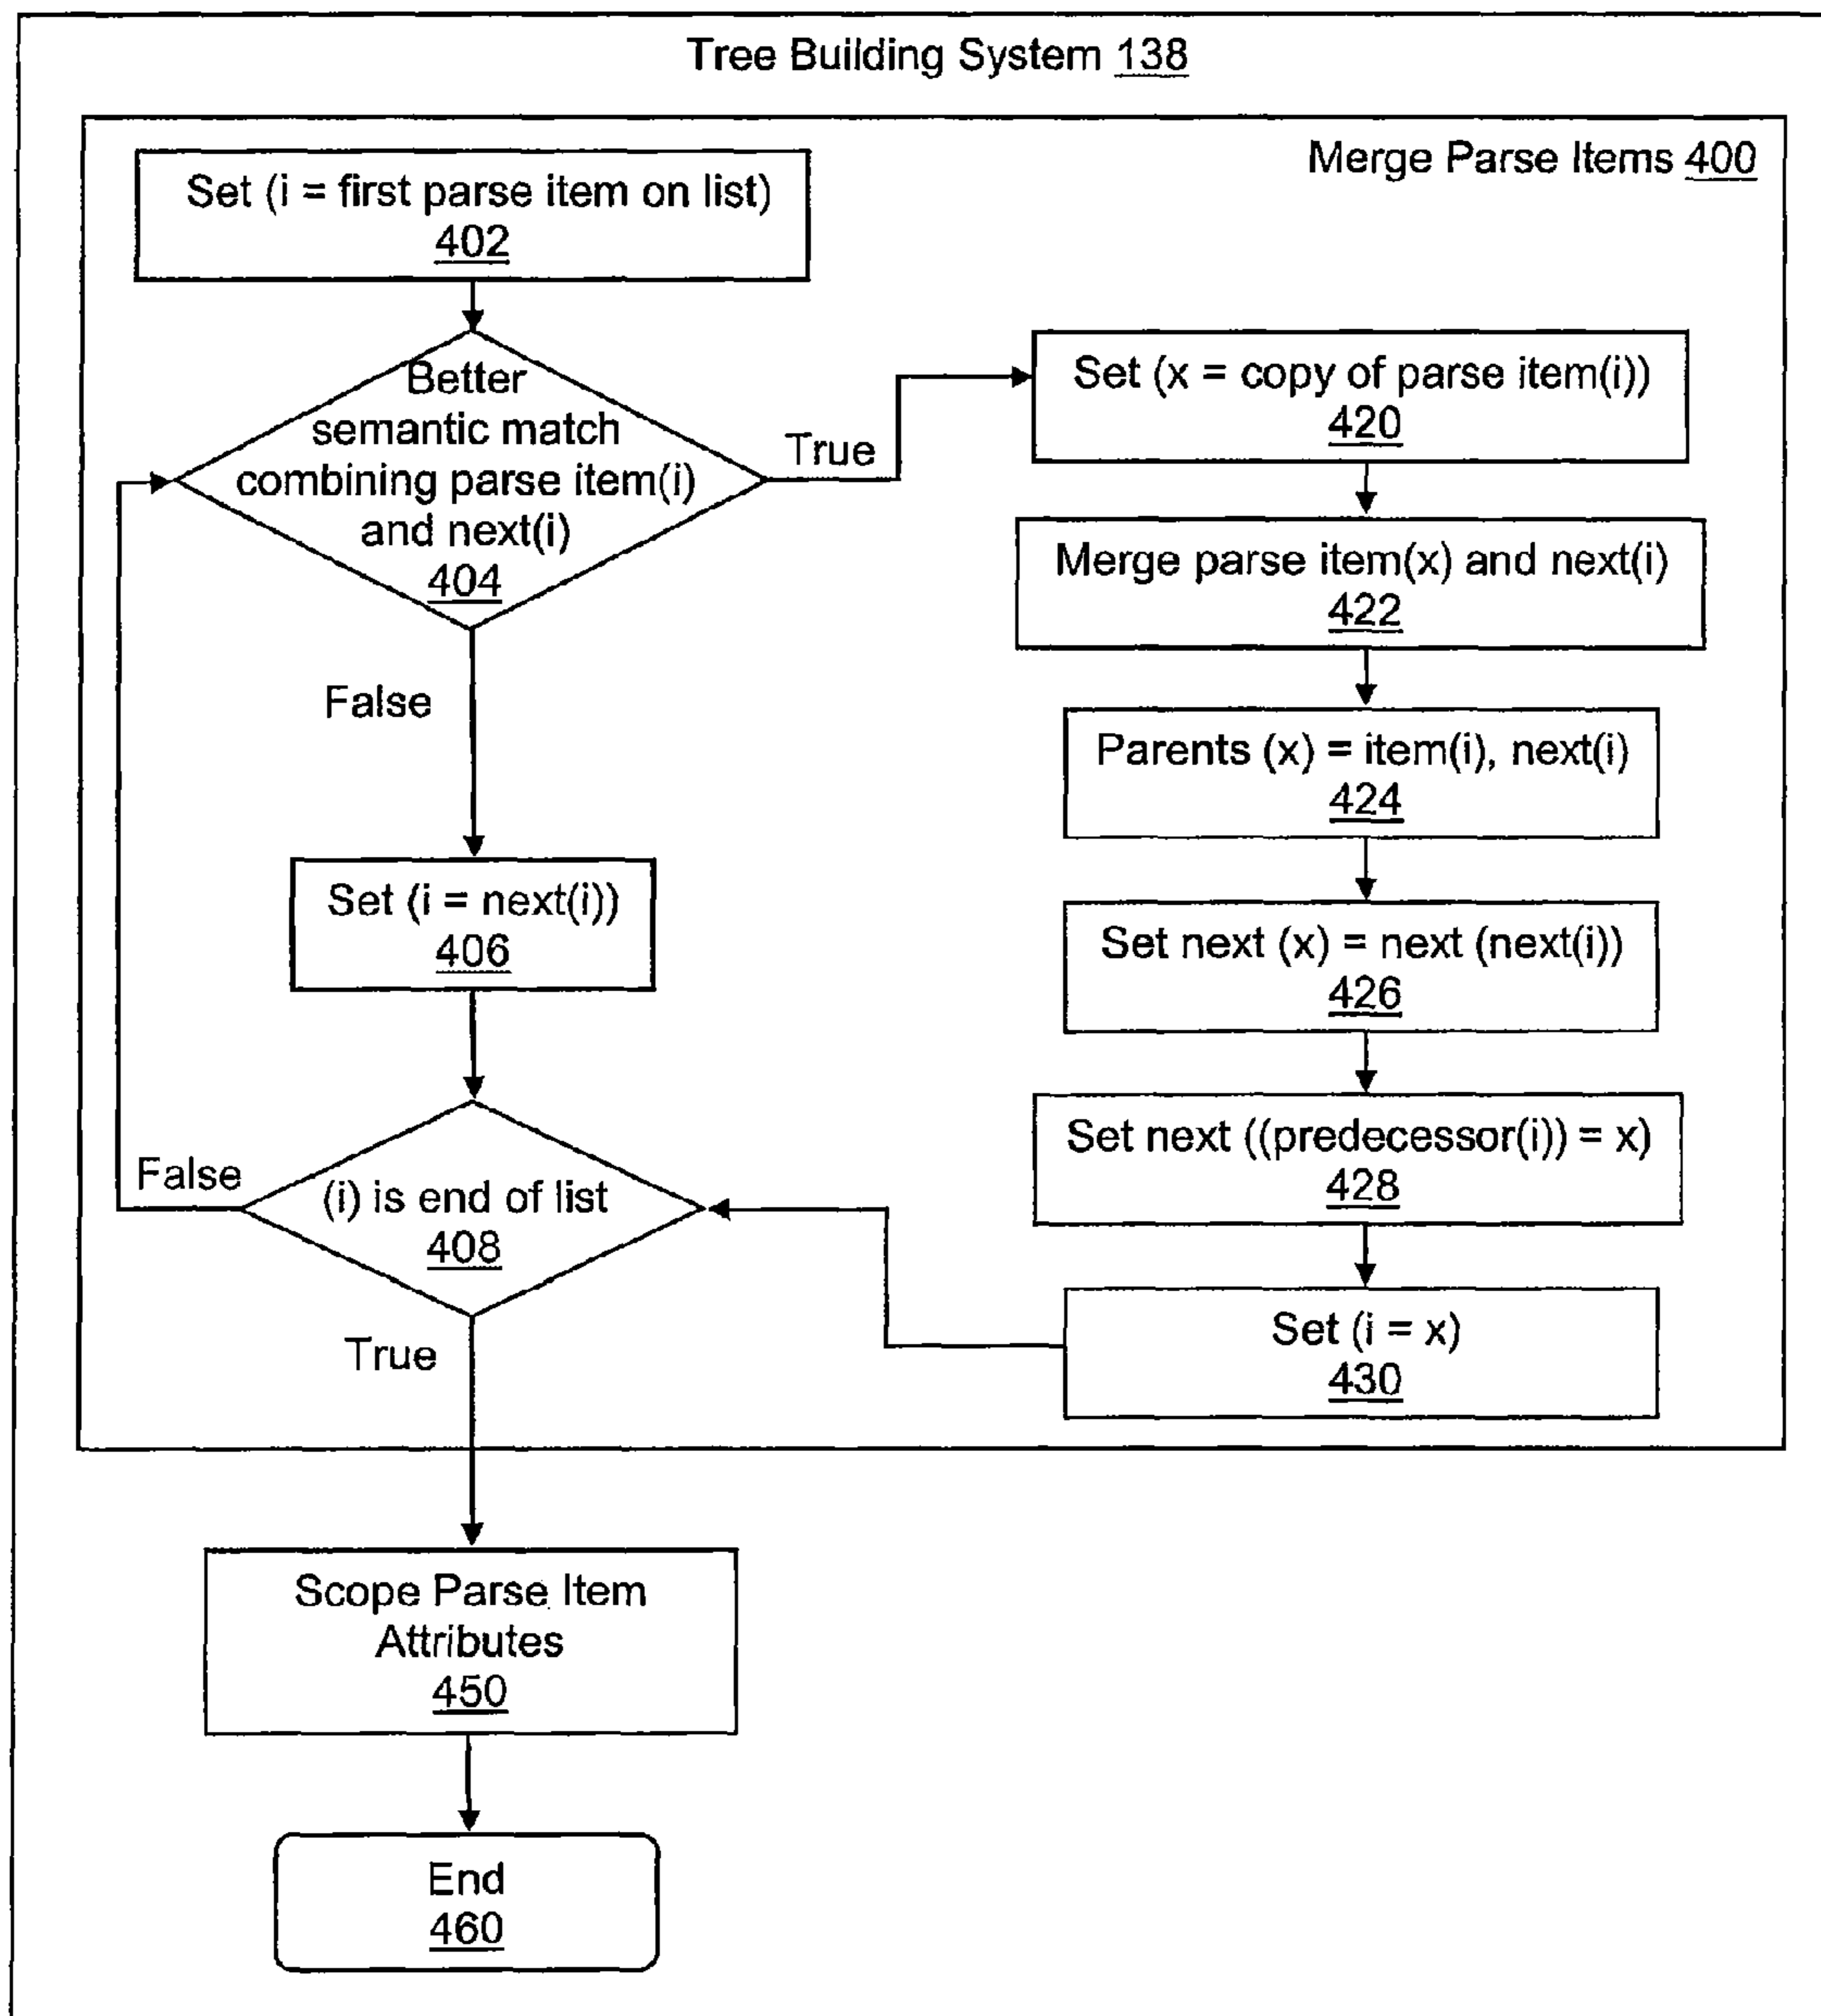 Tree Building System 138
Merge Parse Items 400
Set (i = first parse item on list)
402
Better
semantic match
combining parse item(i)
and next(i)
404
True
False
Set (i = next(i))
406
(i) is end of list
408
False
True
Set (x = copy of parse item(i))
420
Merge parse item(x) and next(i)
422
Parents (x) = item(i), next(i)
424
Set next (x) = next (next(i))
426
Set next ((predecessor(i)) = x)
428
Set (i = x)
430
Scope Parse Item
Attributes
450
End
460